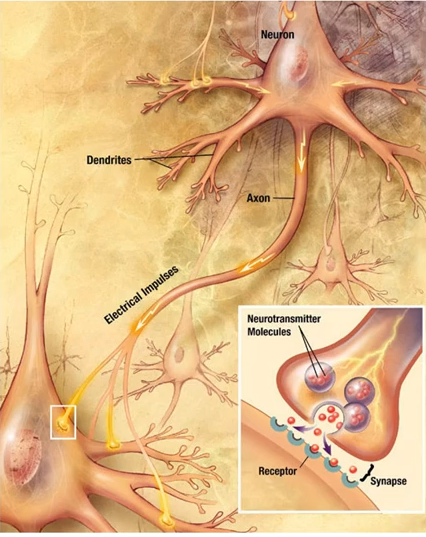 Neuron
Dendrites
Axon
Electrical Impulses
Neurotransmitter
Molecules
Receptor
Synapse